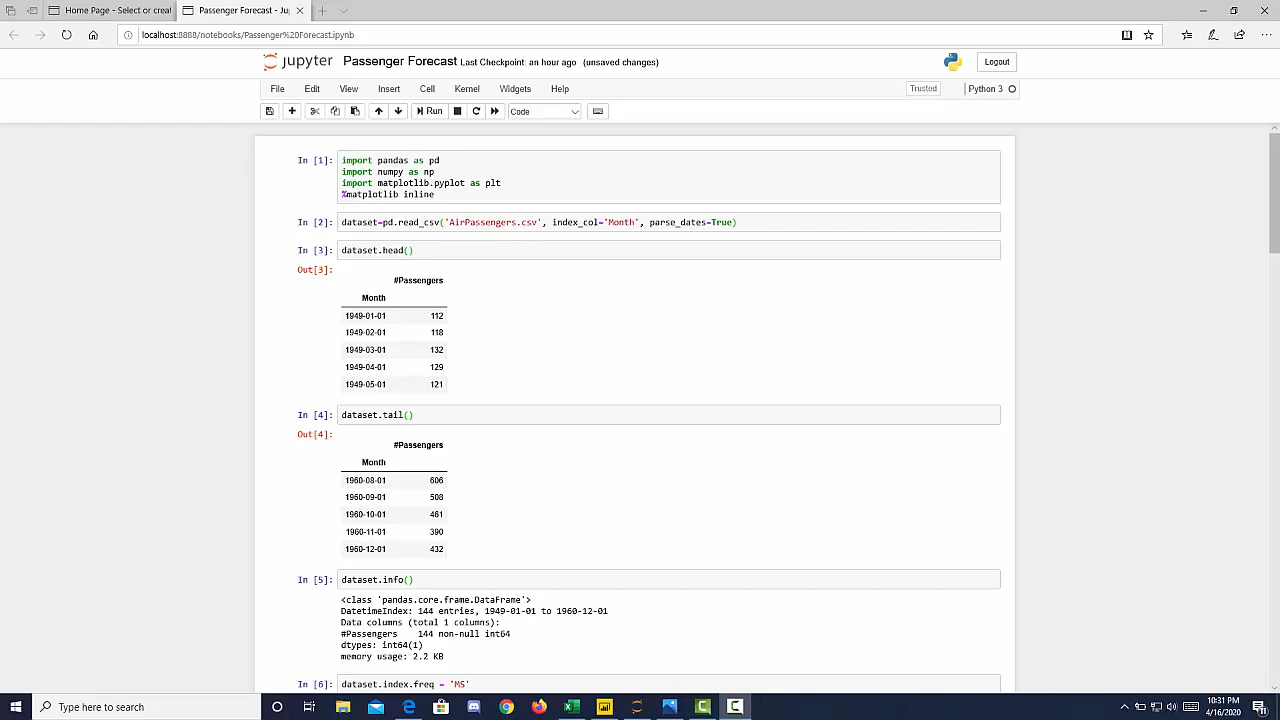 Home Page - Select or creat
Passenger Forecast - Ju
localhost:8888/notebooks/Passenger%20Forecast.ipynb
jupyter Passenger Forecast Last Checkpoint: an hour ago (unsaved changes)
Logout
File Edit View Insert Cell Kernel Widgets Help
Trusted
Python 3
Run
Code
In [1]:
import pandas as pd
import numpy as np
import matplotlib.pyplot as plt
%matplotlib inline
In [2]: dataset=pd.read_csv('AirPassengers.csv', index_col='Month', parse_dates=True)
In [3]: dataset.head()
Out[3]:
#Passengers
Month
1949-01-01 112
1949-02-01 118
1949-03-01 132
1949-04-01 129
1949-05-01 121
In [4]: dataset.tail()
Out[4]:
#Passengers
Month
1960-08-01 606
1960-09-01 508
1960-10-01 461
1960-11-01 390
1960-12-01 432
In [5]: dataset.info()
<class 'pandas.core.frame.DataFrame'>
DatetimeIndex: 144 entries, 1949-01-01 to 1960-12-01
Data columns (total 1 columns):
#Passengers 144 non-null int64
dtypes: int64(1)
memory usage: 2.2 KB
In [6]: dataset.index.freq = 'MS'
Type here to search
10:31 PM
4/16/2020